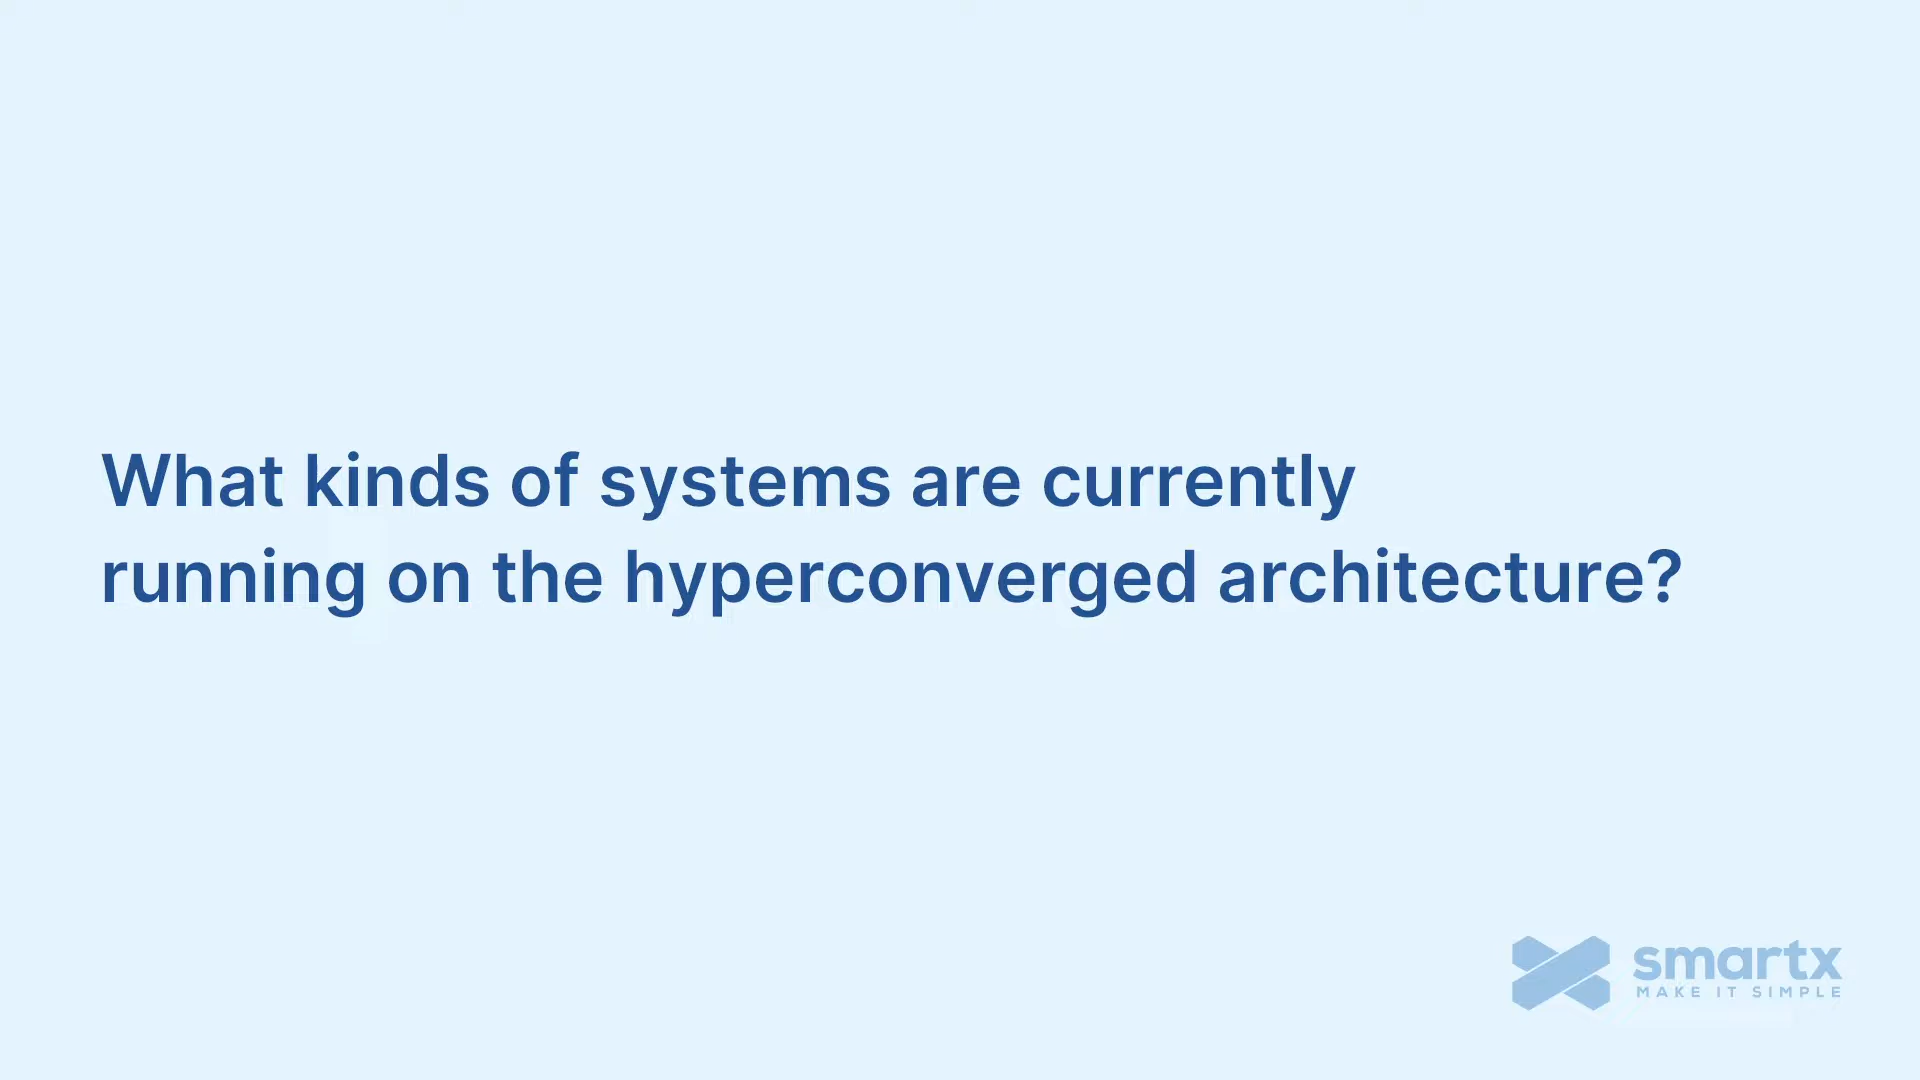 What kinds of systems are currently
running on the hyperconverged architecture?
smartx
MAKE IT SIMPLE